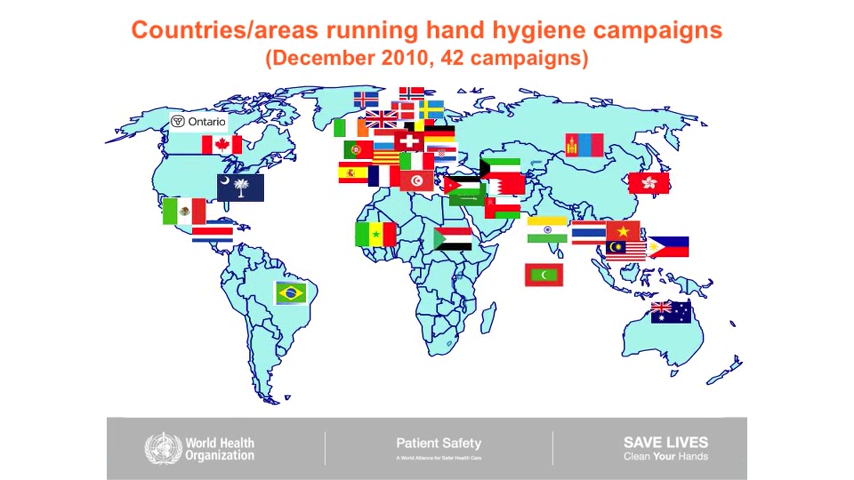 Countries/areas running hand hygiene campaigns
(December 2010, 42 campaigns)
Ontario
World Health
Organization
Patient Safety
A World Alliance for Safer Health Care
SAVE LIVES
Clean Your Hands